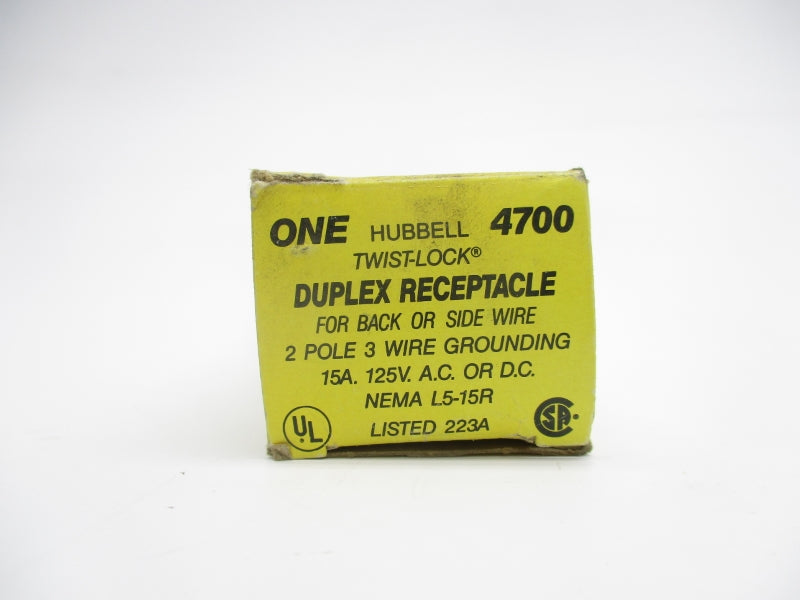 ONE HUBBELL 4700
TWIST-LOCK®
DUPLEX RECEPTACLE
FOR BACK OR SIDE WIRE
2 POLE 3 WIRE GROUNDING
15A. 125V. A.C. OR D.C.
NEMA L5-15R
UL LISTED 223A SA